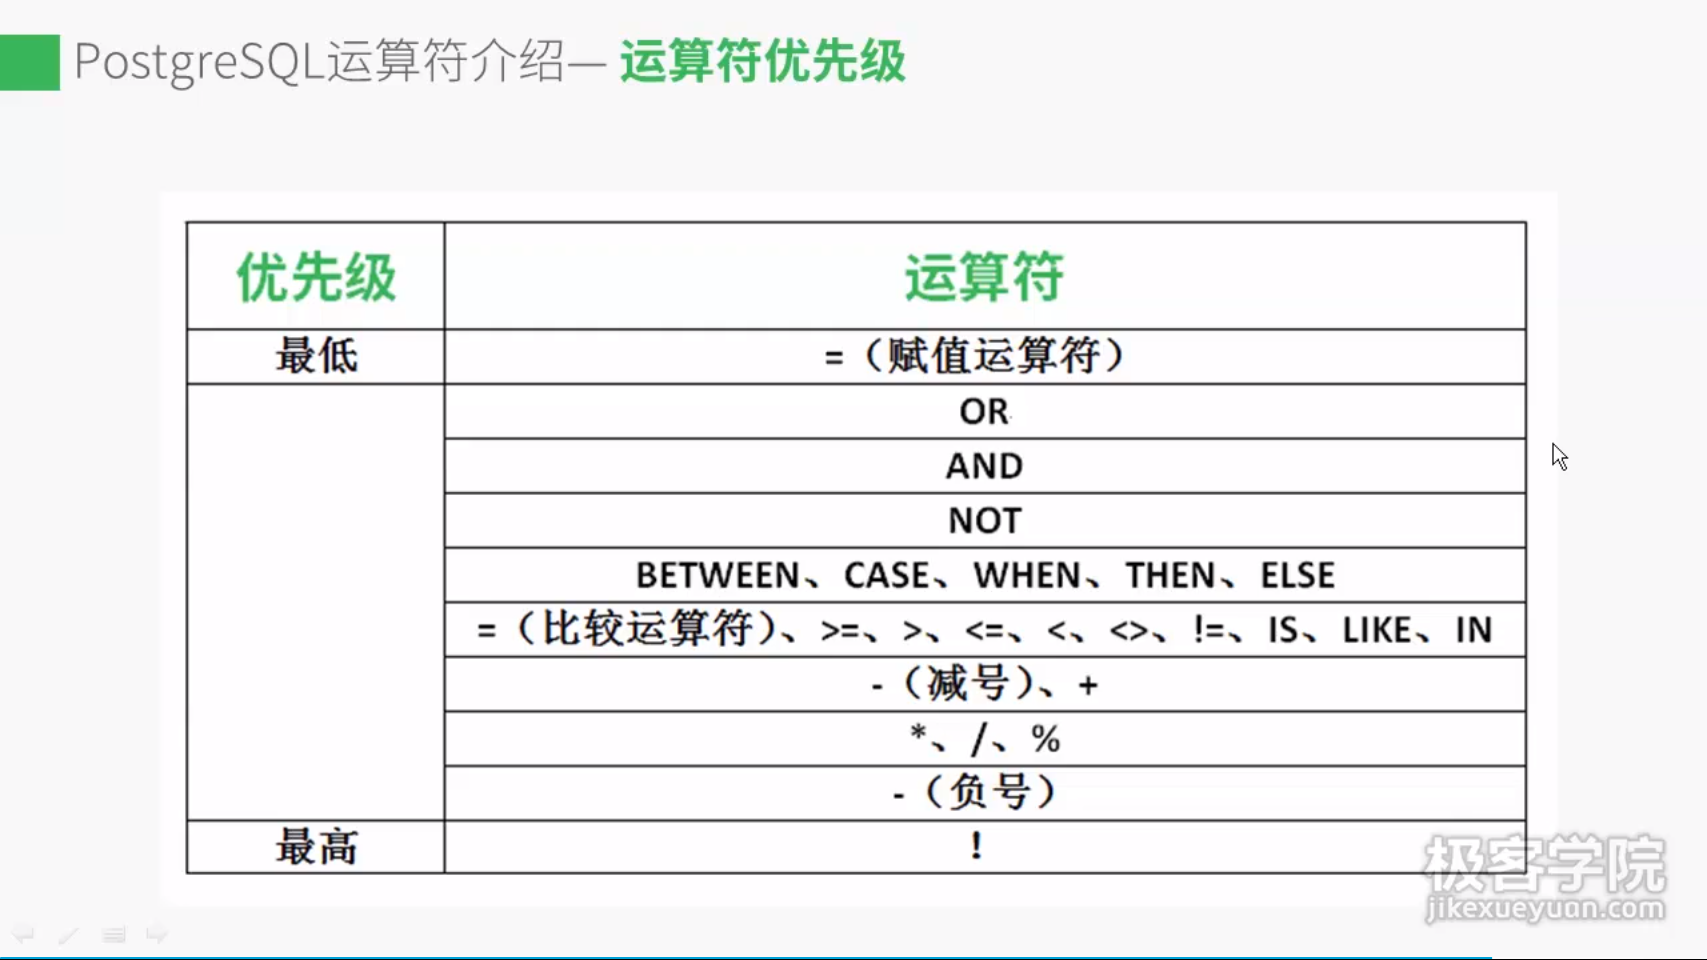 PostgreSQL运算符介绍— 运算符优先级
优先级 运算符
最低 =（赋值运算符）
OR
AND
NOT
BETWEEN、CASE、WHEN、THEN、ELSE
=（比较运算符）、>=、>、<=、<、<>、!=、IS、LIKE、IN
-（减号）、+
*、/、%
-（负号）
最高 !
极客学院
jikexueyuan.com